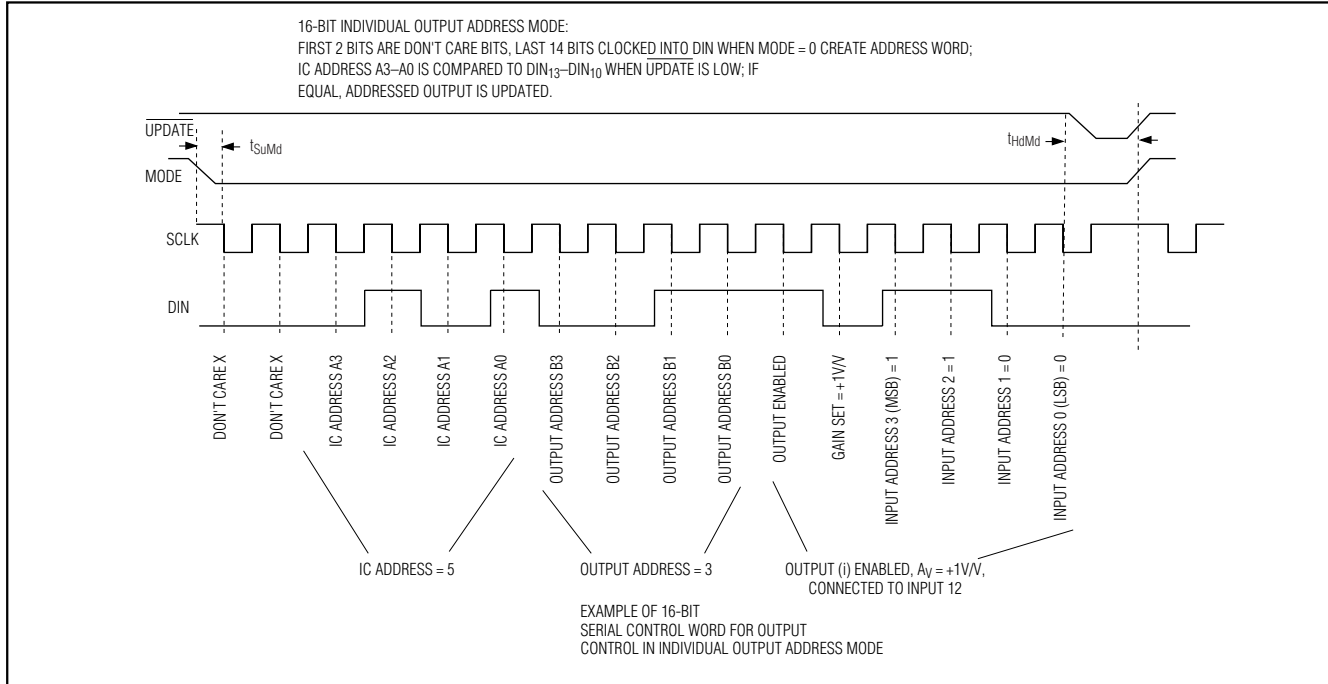 16-BIT INDIVIDUAL OUTPUT ADDRESS MODE:
FIRST 2 BITS ARE DON'T CARE BITS, LAST 14 BITS CLOCKED INTO DIN WHEN MODE = 0 CREATE ADDRESS WORD;
IC ADDRESS A3–A0 IS COMPARED TO DIN13–DIN10 WHEN UPDATE IS LOW; IF
EQUAL, ADDRESSED OUTPUT IS UPDATED.
UPDATE
tSuMd
tHdMd
MODE
SCLK
DIN
DON'T CARE X
DON'T CARE X
IC ADDRESS A3
IC ADDRESS A2
IC ADDRESS A1
IC ADDRESS A0
OUTPUT ADDRESS B3
OUTPUT ADDRESS B2
OUTPUT ADDRESS B1
OUTPUT ADDRESS B0
OUTPUT ENABLED
GAIN SET = +1V/V
INPUT ADDRESS 3 (MSB) = 1
INPUT ADDRESS 2 = 1
INPUT ADDRESS 1 = 0
INPUT ADDRESS 0 (LSB) = 0
IC ADDRESS = 5
OUTPUT ADDRESS = 3
OUTPUT (i) ENABLED, AV = +1V/V,
CONNECTED TO INPUT 12
EXAMPLE OF 16-BIT
SERIAL CONTROL WORD FOR OUTPUT
CONTROL IN INDIVIDUAL OUTPUT ADDRESS MODE